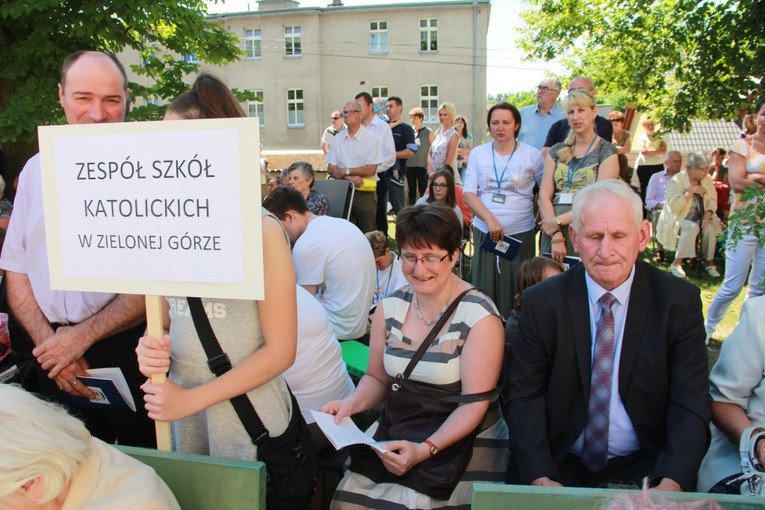 ZESPÓŁ SZKÓŁ
KATOLICKICH
W ZIELONEJ GÓRZE